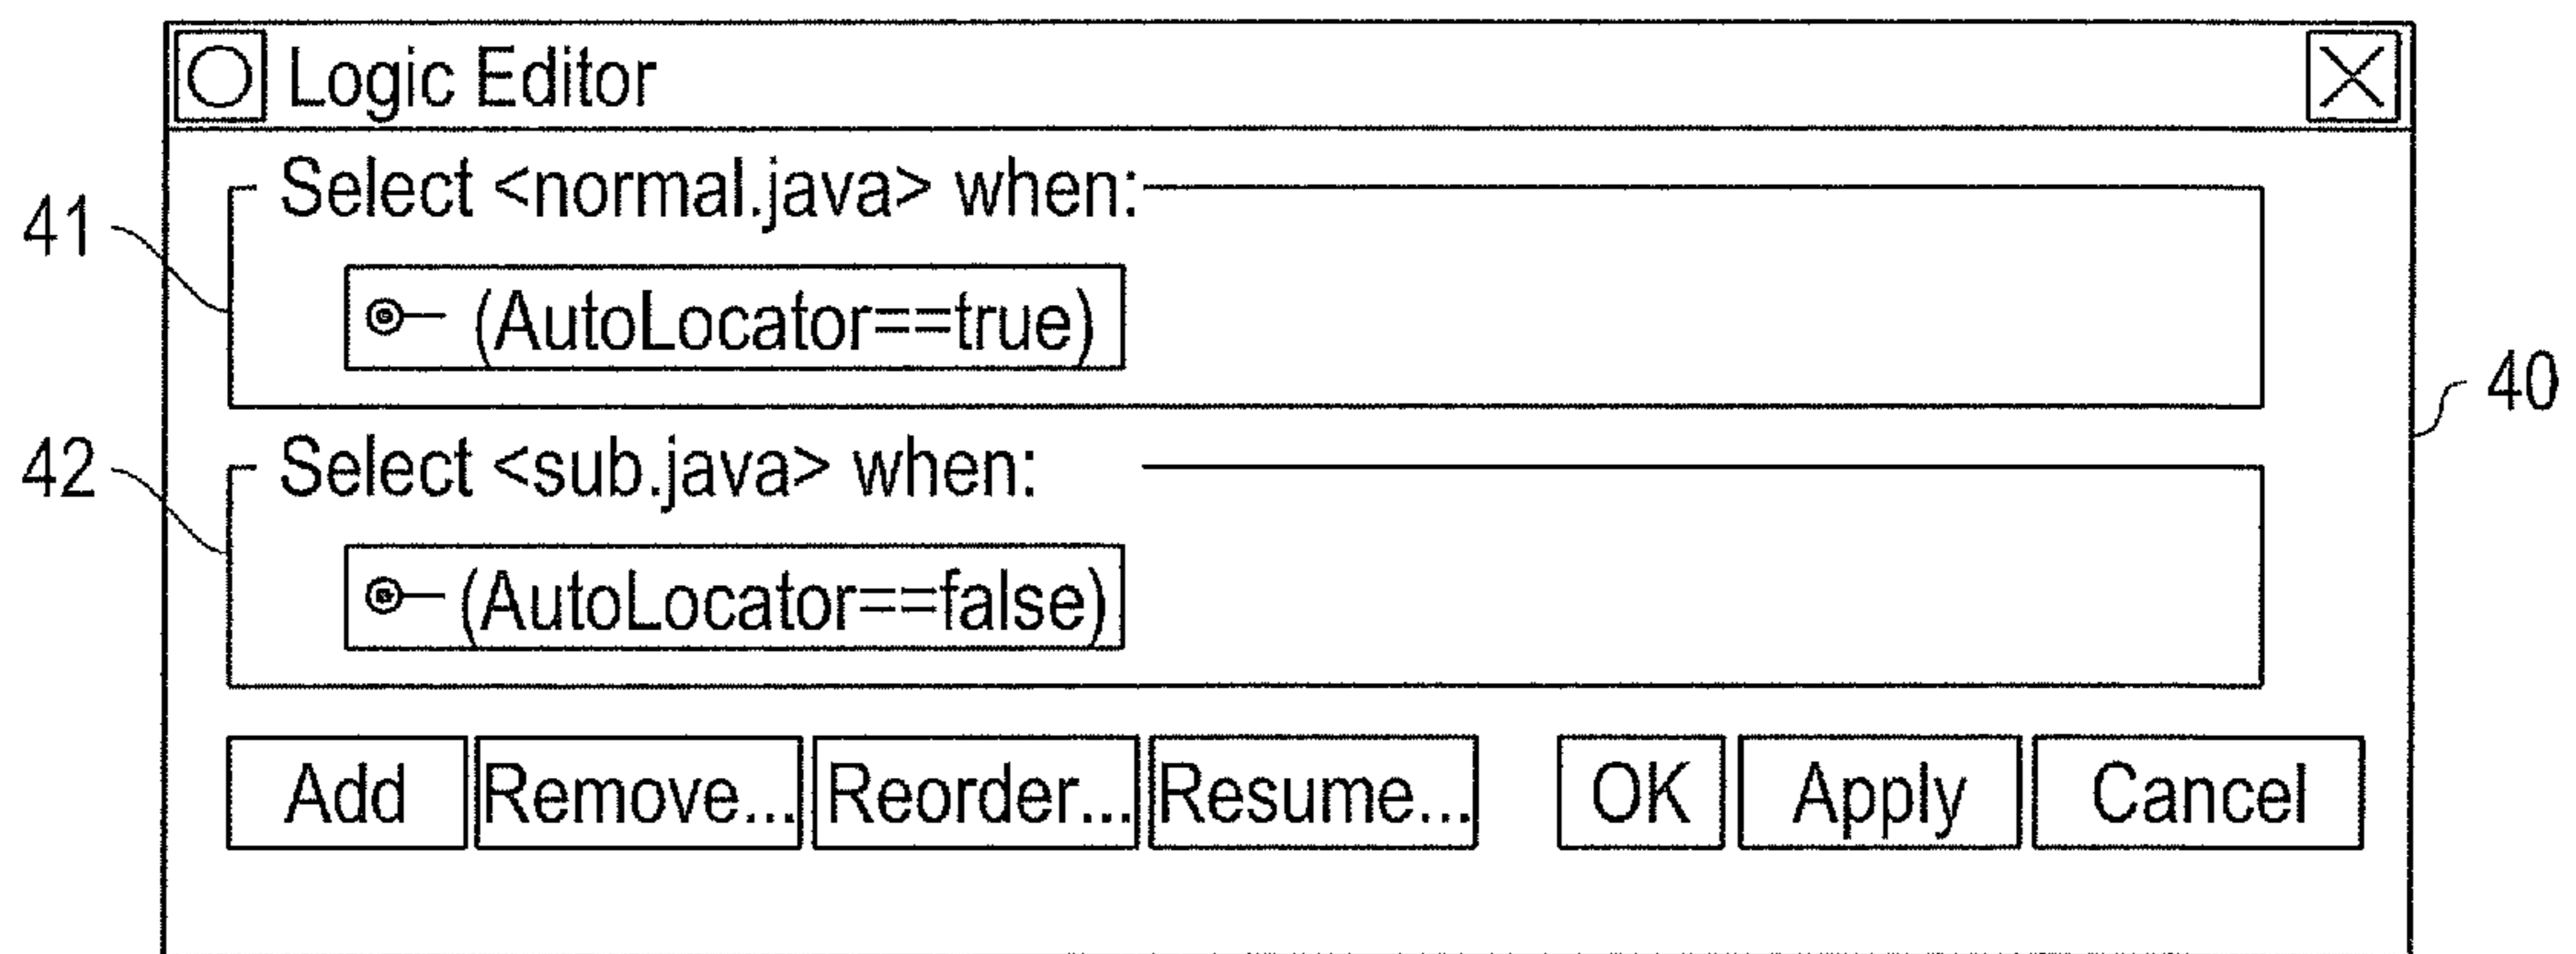 Logic Editor
Select <normal.java> when:
41
(AutoLocator==true)
40
Select <sub.java> when:
42
(AutoLocator==false)
Add Remove... Reorder... Resume... OK Apply Cancel